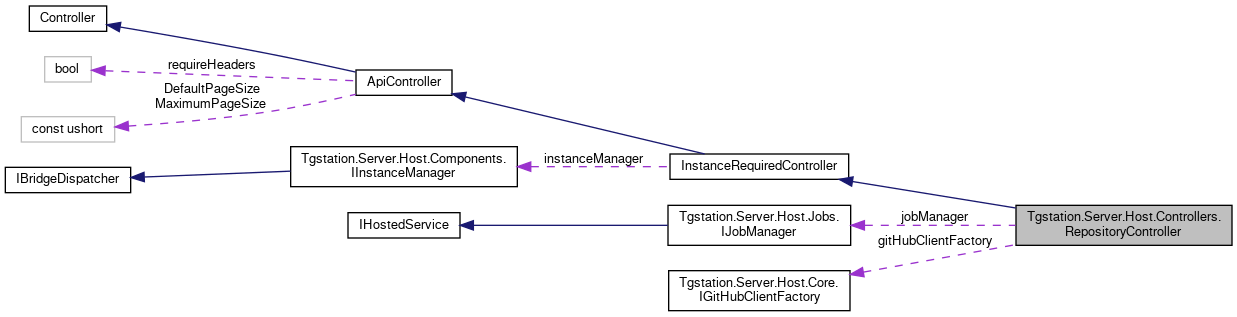 Controller
bool
requireHeaders
ApiController
DefaultPageSize
MaximumPageSize
const ushort
Tgstation.Server.Host.Components.
IInstanceManager
instanceManager
InstanceRequiredController
IBridgeDispatcher
Tgstation.Server.Host.Jobs.
IJobManager
jobManager
Tgstation.Server.Host.Controllers.
RepositoryController
IHostedService
gitHubClientFactory
Tgstation.Server.Host.Core.
IGitHubClientFactory